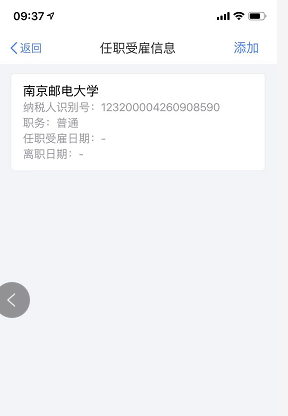 09:37
返回
任职受雇信息
添加
南京邮电大学
纳税人识别号：123200004260908590
职务：普通
任职受雇日期：-
离职日期：-